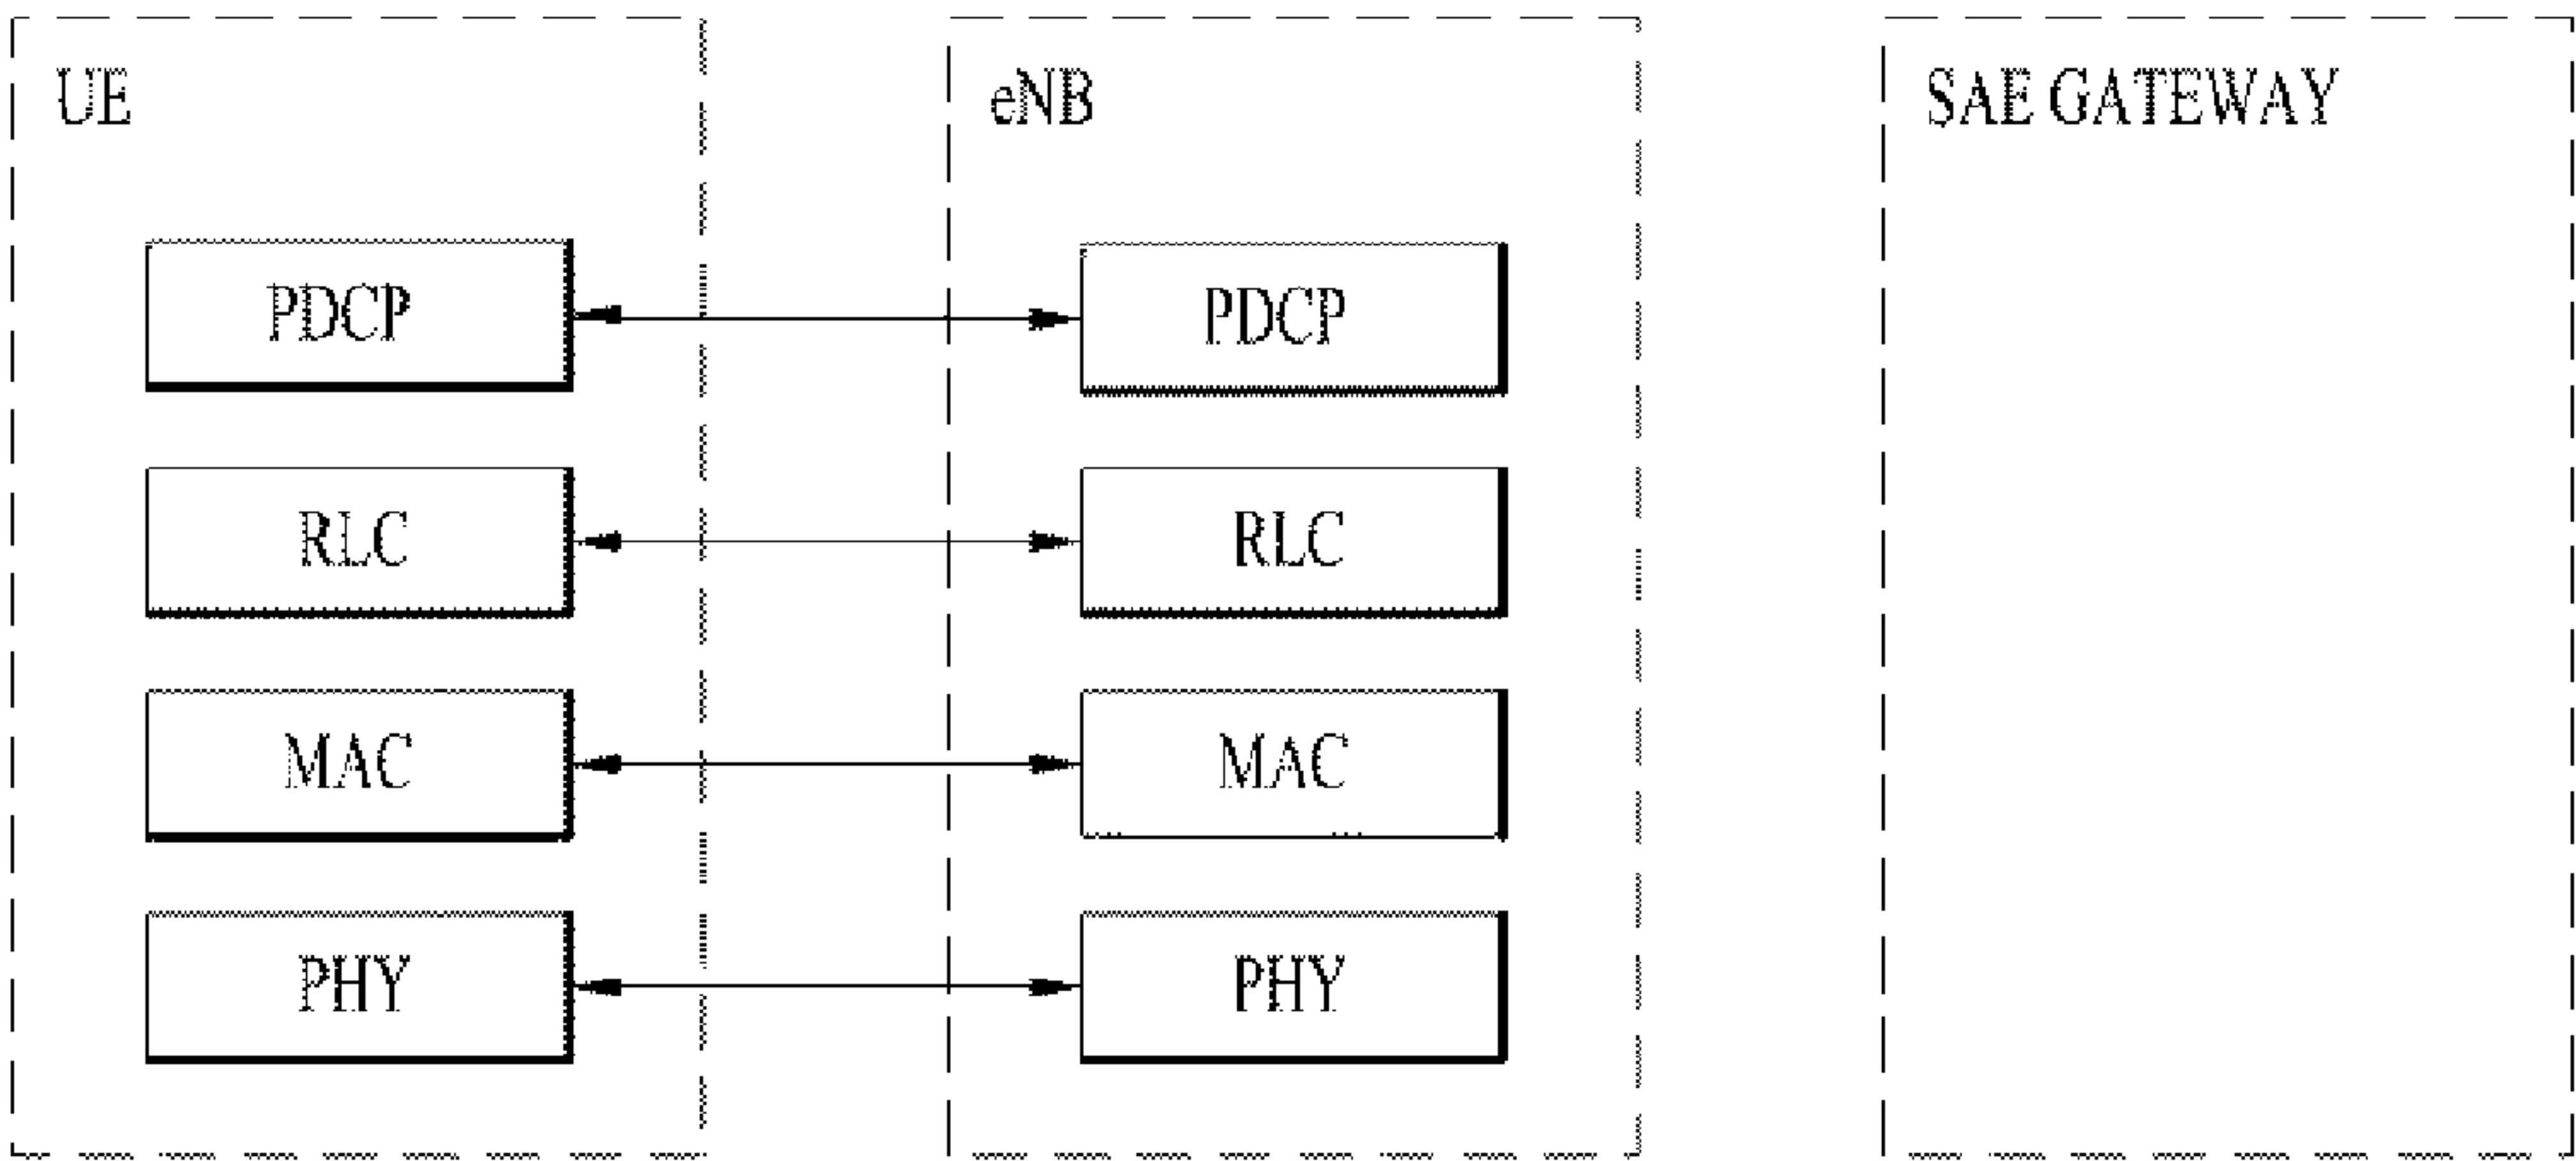 UE
eNB
SAE GATEWAY
PDCP
PDCP
RLC
RLC
MAC
MAC
PHY
PHY